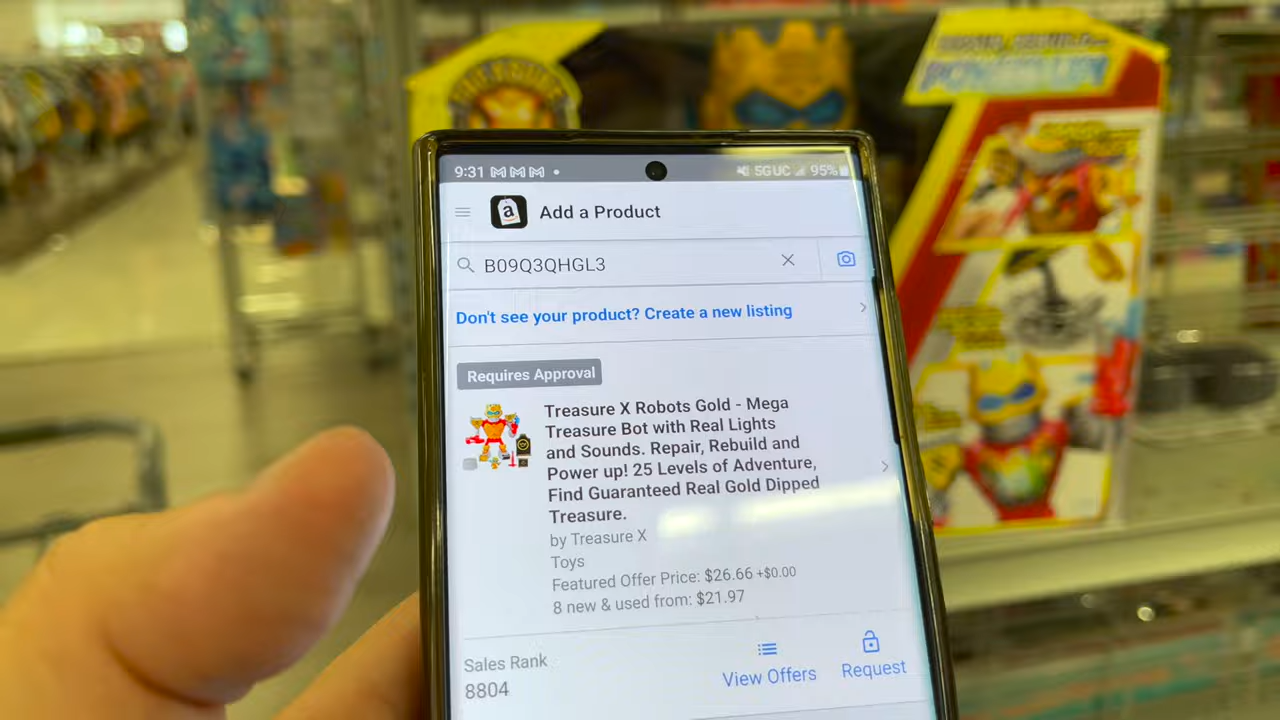 9:31
5GUC 95%
a
Add a Product
B09Q3QHGL3
Don't see your product? Create a new listing
Requires Approval
Treasure X Robots Gold - Mega
Treasure Bot with Real Lights
and Sounds. Repair, Rebuild and
Power up! 25 Levels of Adventure,
Find Guaranteed Real Gold Dipped
Treasure.
by Treasure X
Toys
Featured Offer Price: $26.66 +$0.00
8 new & used from: $21.97
Sales Rank
8804
View Offers
Request